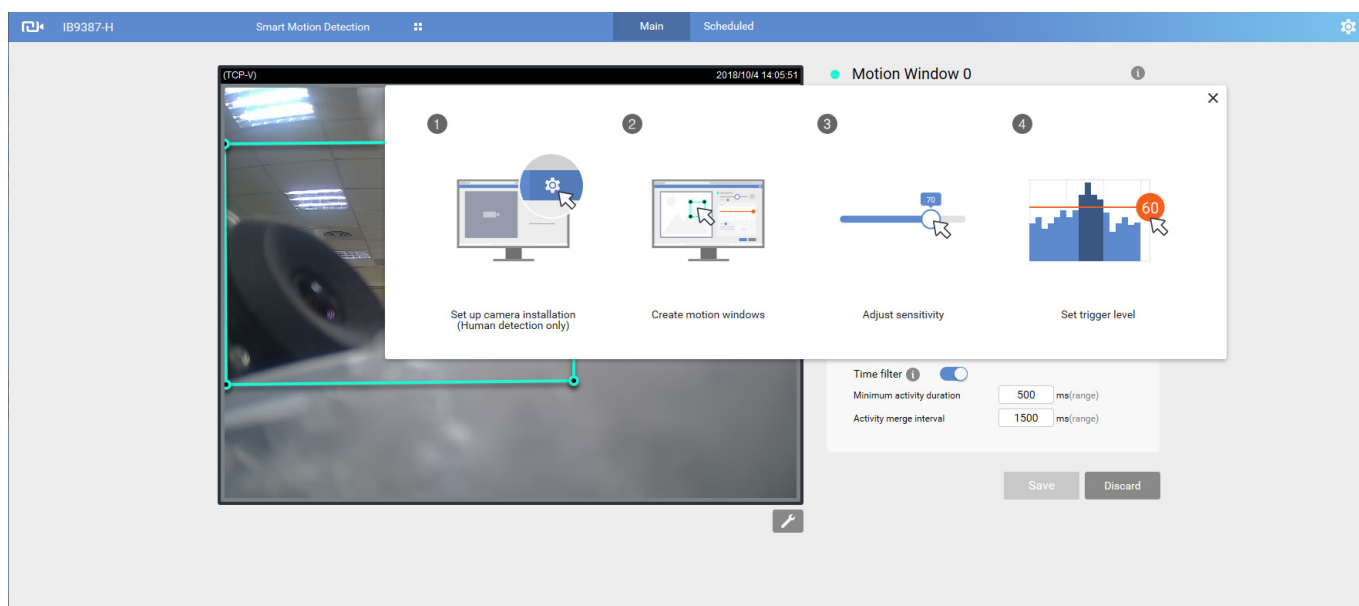 IB9387-H
Smart Motion Detection
Main
Scheduled
(TCP-V)
2018/10/4 14:05:51
Motion Window 0
1
2
3
4
70
60
Set up camera installation
(Human detection only)
Create motion windows
Adjust sensitivity
Set trigger level
Time filter
Minimum activity duration 500 ms(range)
Activity merge interval 1500 ms(range)
Save
Discard